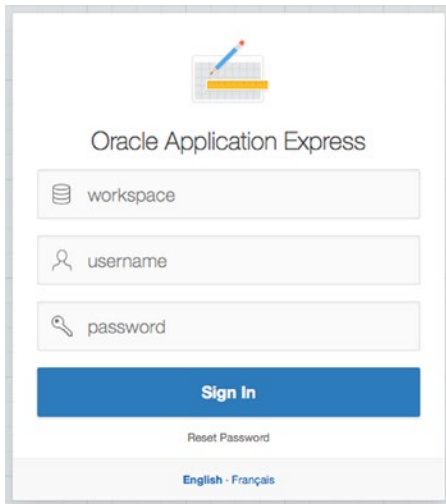 Oracle Application Express
workspace
username
password
Sign In
Reset Password
English - Français